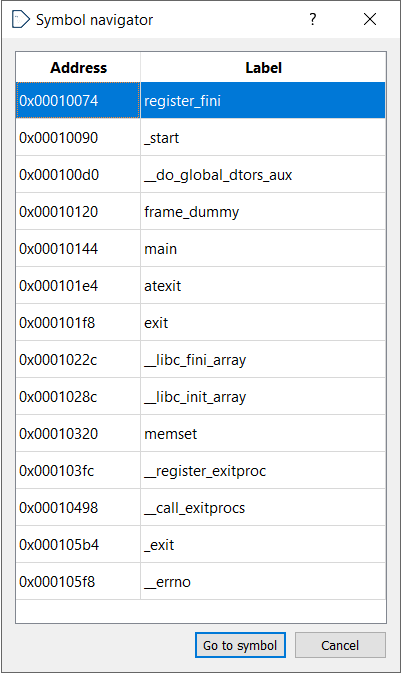 Symbol navigator
Address Label
0x00010074 register_fini
0x00010090 _start
0x000100d0 __do_global_dtors_aux
0x00010120 frame_dummy
0x00010144 main
0x000101e4 atexit
0x000101f8 exit
0x0001022c __libc_fini_array
0x0001028c __libc_init_array
0x00010320 memset
0x000103fc __register_exitproc
0x00010498 __call_exitprocs
0x000105b4 _exit
0x000105f8 __errno
Go to symbol Cancel